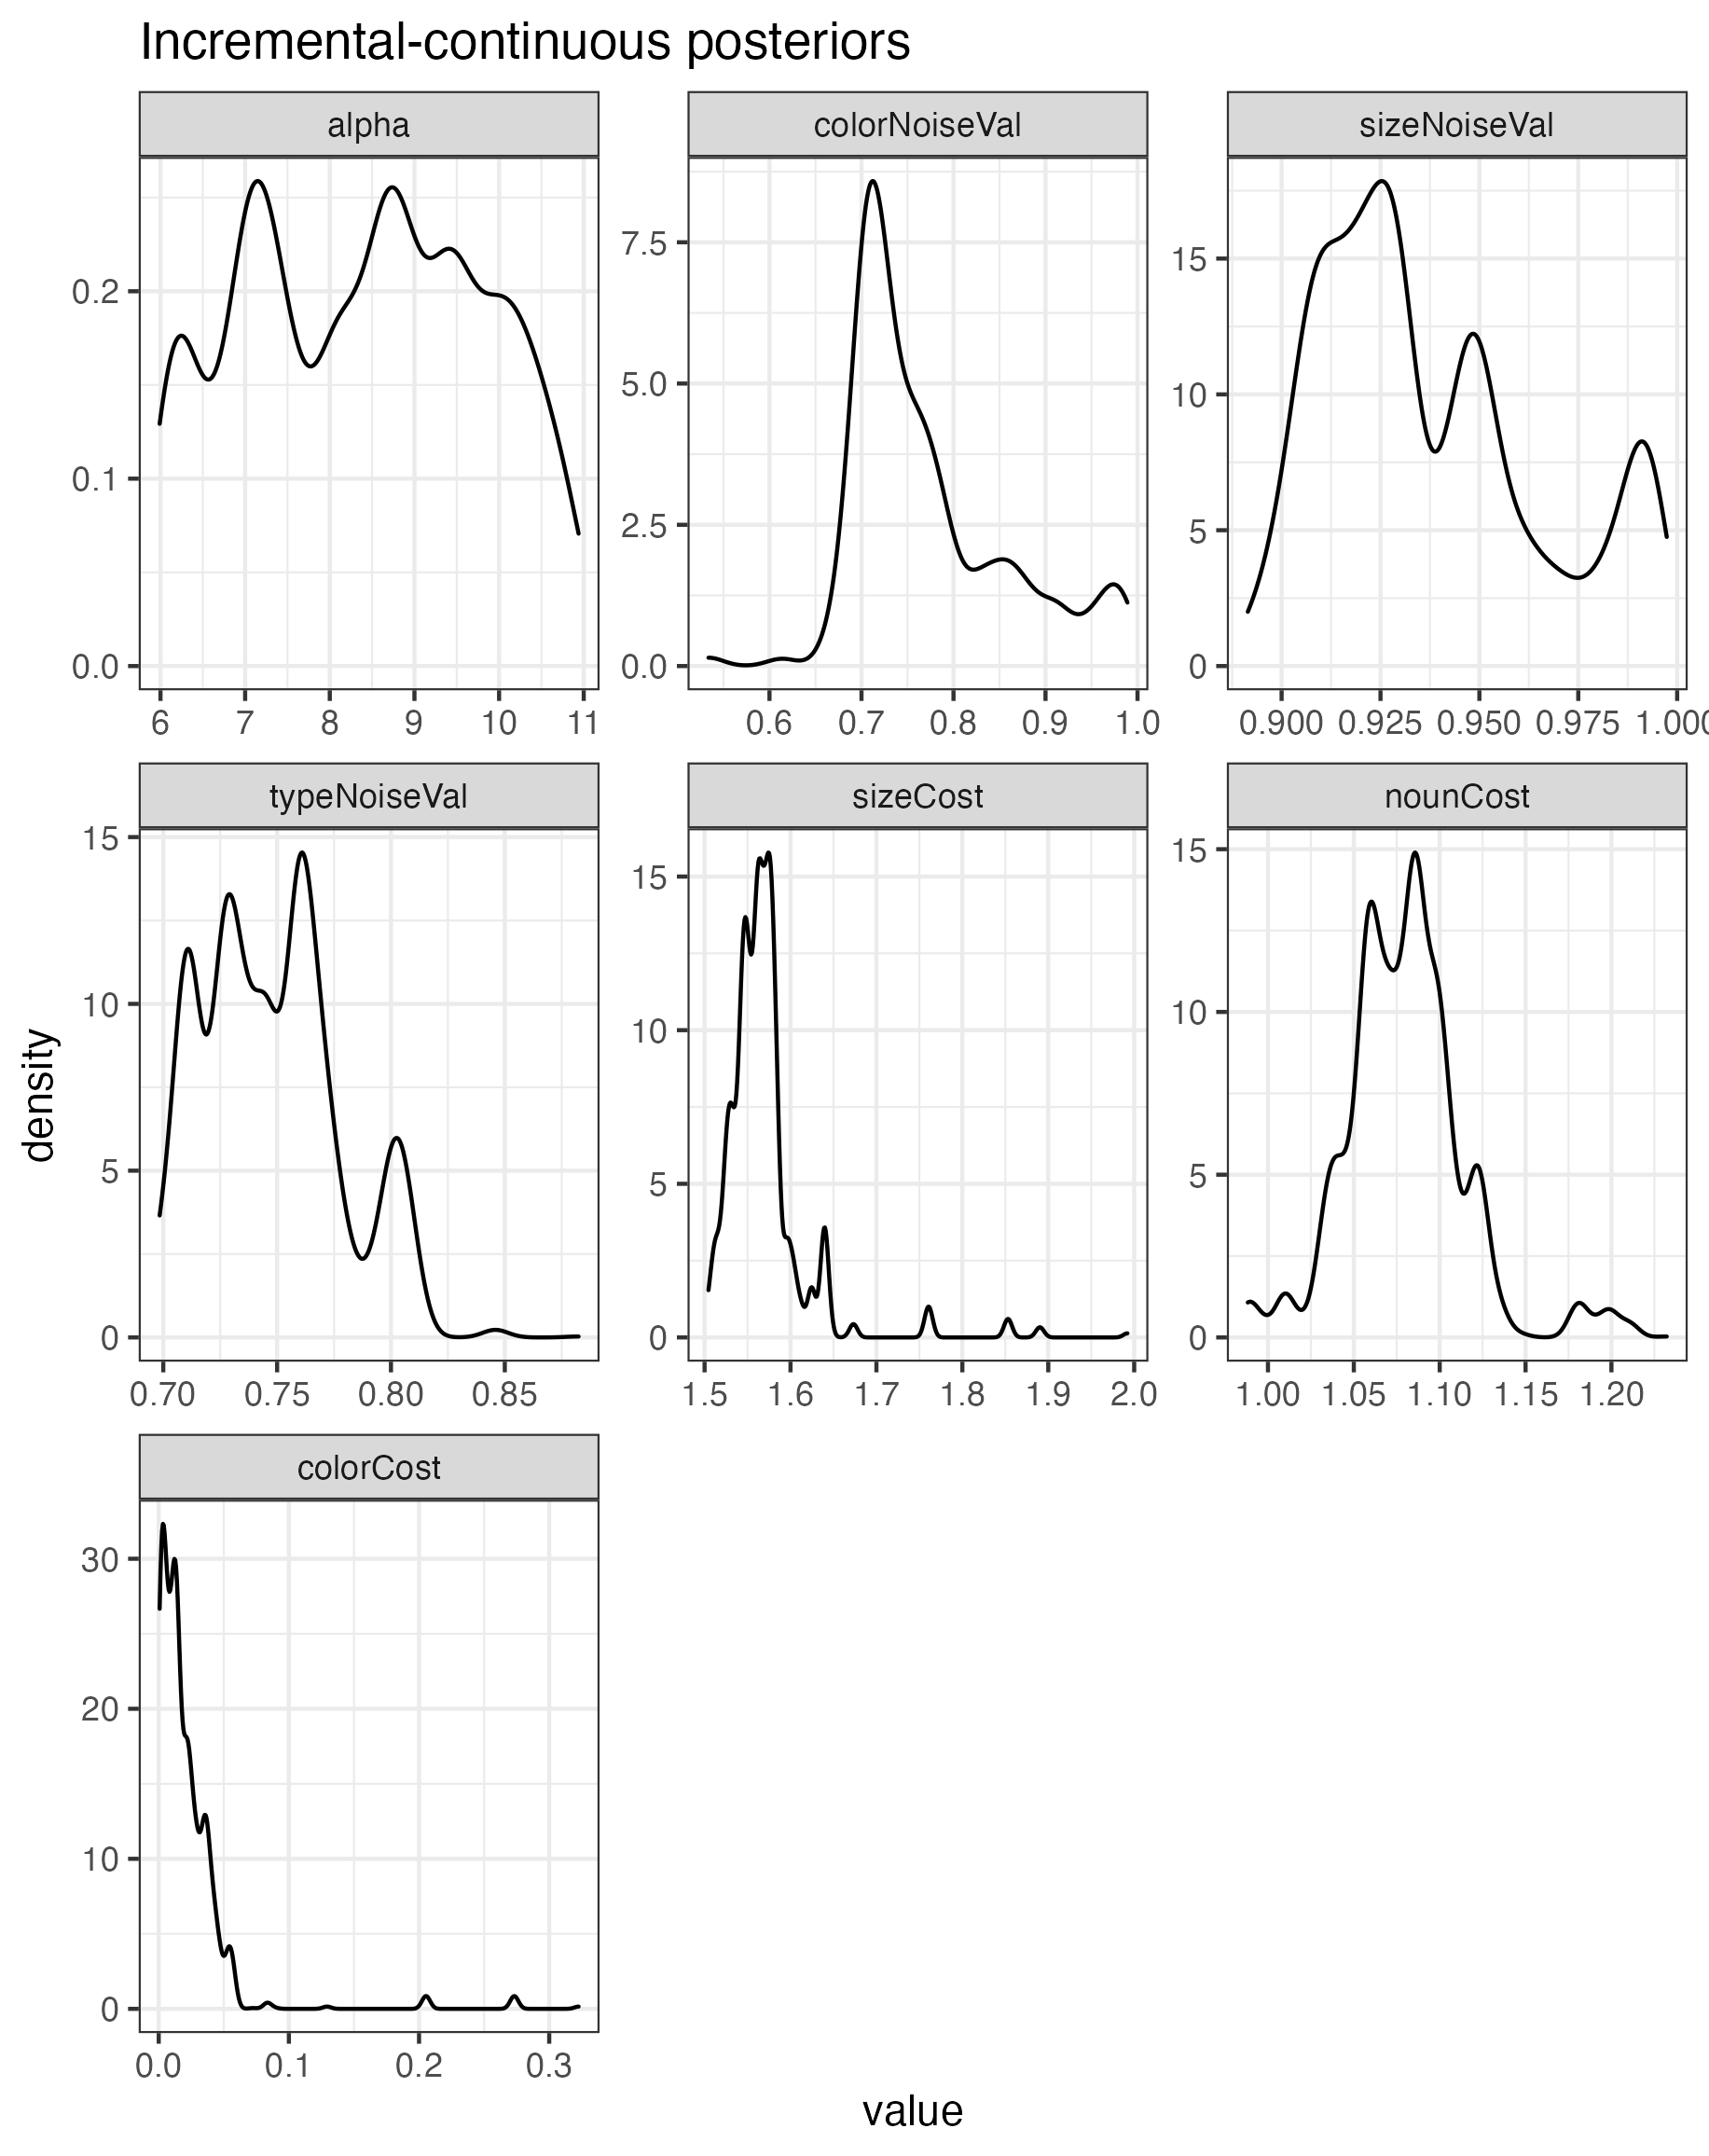 Incremental-continuous posteriors
alpha colorNoiseVal sizeNoiseVal
0.2
0.1
0.0
7.5
5.0
2.5
0.0
15
10
5
0
6 7 8 9 10 11
0.6 0.7 0.8 0.9 1.0
0.900 0.925 0.950 0.975 1.000
typeNoiseVal sizeCost nounCost
15
10
5
0
15
10
5
0
15
10
5
0
0.70 0.75 0.80 0.85
1.5 1.6 1.7 1.8 1.9 2.0
1.00 1.05 1.10 1.15 1.20
density
colorCost
30
20
10
0
0.0 0.1 0.2 0.3
value